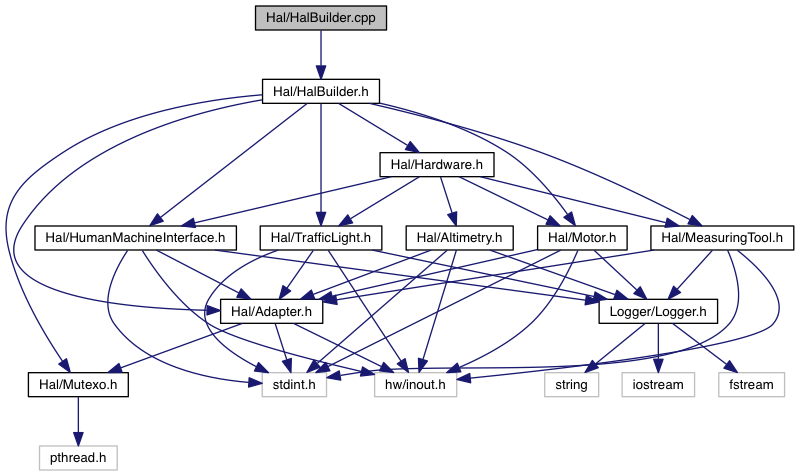 Hal/HalBuilder.cpp
Hal/HalBuilder.h
Hal/Hardware.h
Hal/HumanMachineInterface.h
Hal/TrafficLight.h
Hal/Altimetry.h
Hal/Motor.h
Hal/MeasuringTool.h
Hal/Adapter.h
Logger/Logger.h
Hal/Mutexo.h
stdint.h
hw/inout.h
string
iostream
fstream
pthread.h